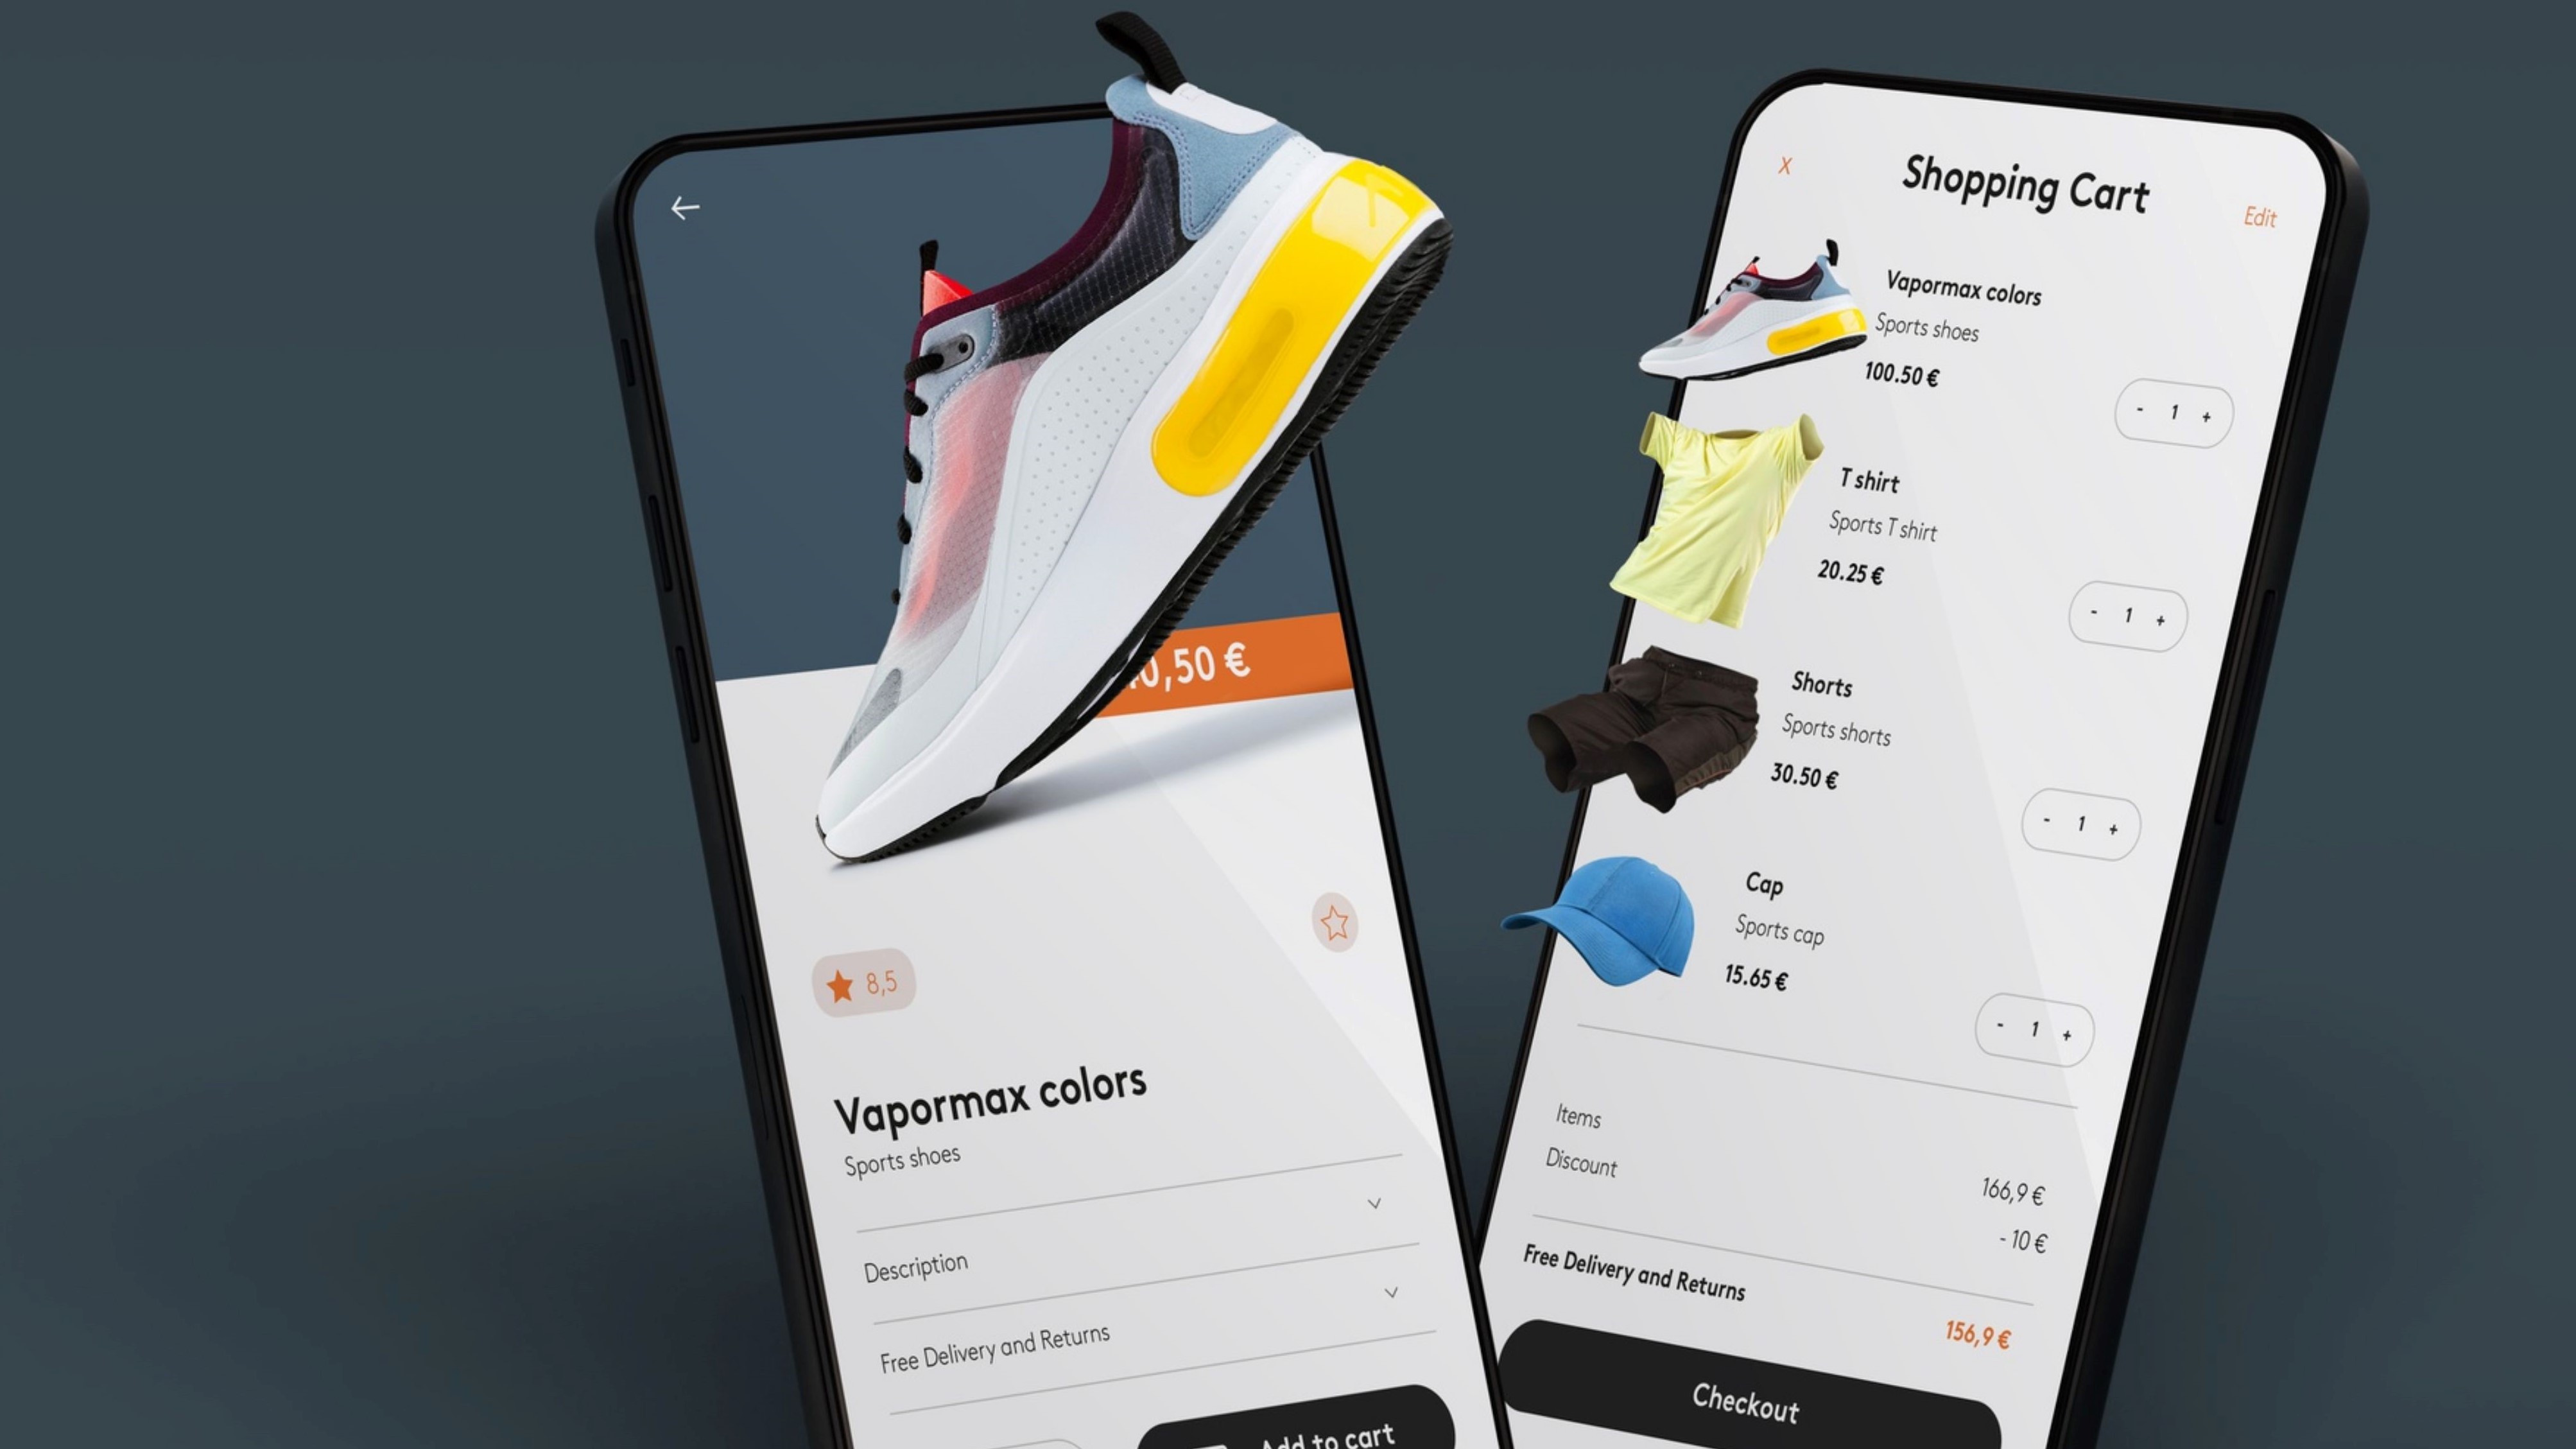 0,50 €
8,5
Vapormax colors
Sports shoes
Description
Free Delivery and Returns
Add to cart
X
Shopping Cart
Edit
Vapormax colors
Sports shoes
100.50 €
- 1 +
T shirt
Sports T shirt
20.25 €
- 1 +
Shorts
Sports shorts
30.50 €
- 1 +
Cap
Sports cap
15.65 €
- 1 +
Items
166,9 €
Discount
- 10 €
Free Delivery and Returns
156,9 €
Checkout